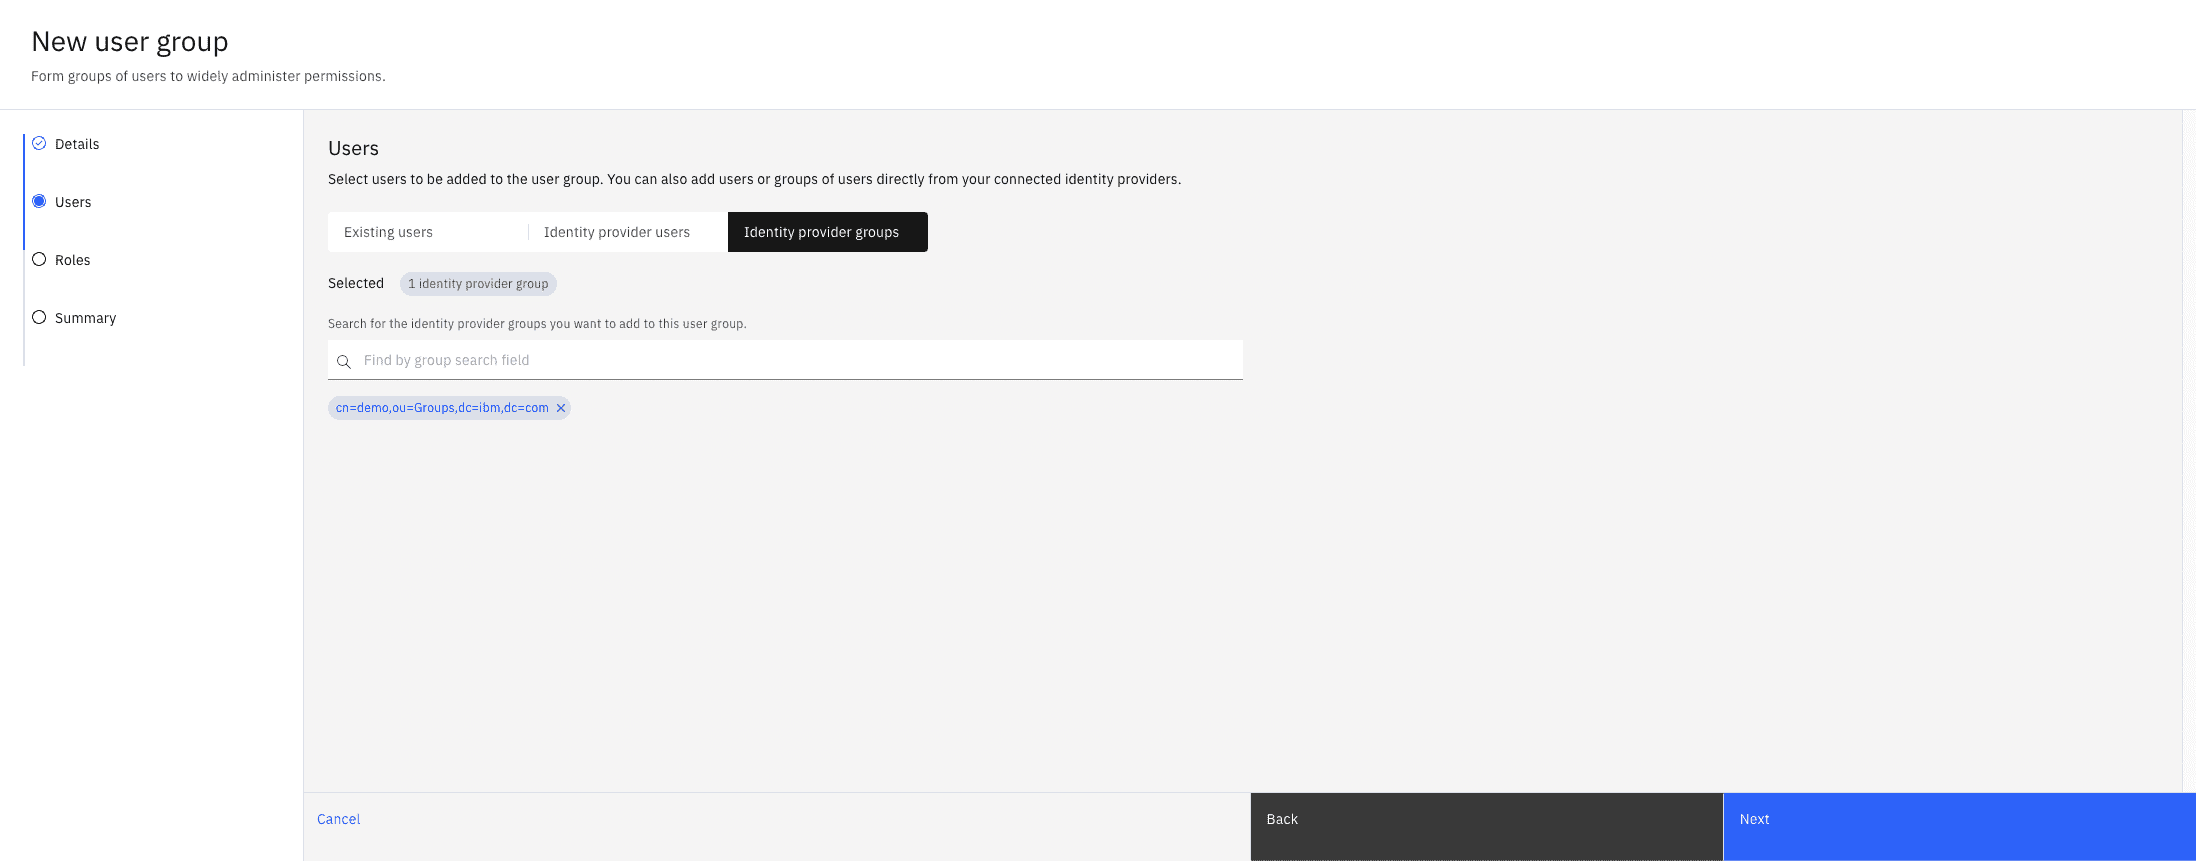 New user group
Form groups of users to widely administer permissions.
Details
Users
Roles
Summary
Users
Select users to be added to the user group. You can also add users or groups of users directly from your connected identity providers.
Existing users
Identity provider users
Identity provider groups
Selected 1 identity provider group
Search for the identity provider groups you want to add to this user group.
Find by group search field
cn=demo,ou=Groups,dc=ibm,dc=com
Cancel
Back
Next